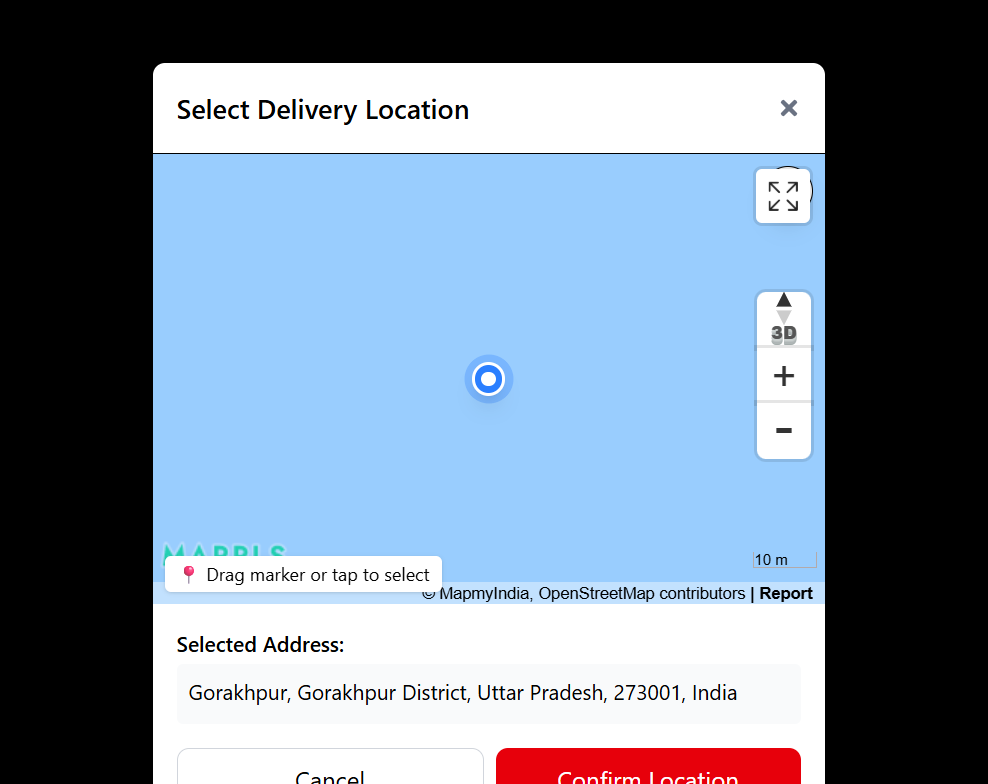 Select Delivery Location
3D
MAPPLS
10 m
📍 Drag marker or tap to select
© MapmyIndia, OpenStreetMap contributors | Report
Selected Address:
Gorakhpur, Gorakhpur District, Uttar Pradesh, 273001, India
Cancel
Confirm Location